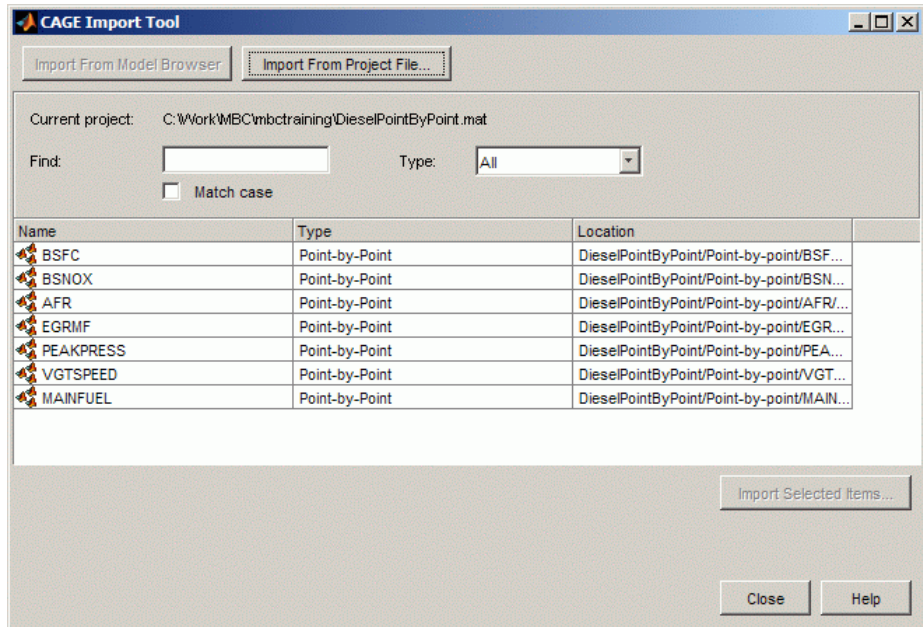 CAGE Import Tool
Import From Model Browser Import From Project File...
Current project: C:\Work\MBC\mbctraining\DieselPointByPoint.mat
Find: Type: All
Match case
Name Type Location
BSFC Point-by-Point DieselPointByPoint/Point-by-point/BSF...
BSNOX Point-by-Point DieselPointByPoint/Point-by-point/BSN...
AFR Point-by-Point DieselPointByPoint/Point-by-point/AFR/...
EGRMF Point-by-Point DieselPointByPoint/Point-by-point/EGR...
PEAKPRESS Point-by-Point DieselPointByPoint/Point-by-point/PEA...
VGTSPEED Point-by-Point DieselPointByPoint/Point-by-point/VGT...
MAINFUEL Point-by-Point DieselPointByPoint/Point-by-point/MAIN...
Import Selected Items...
Close Help